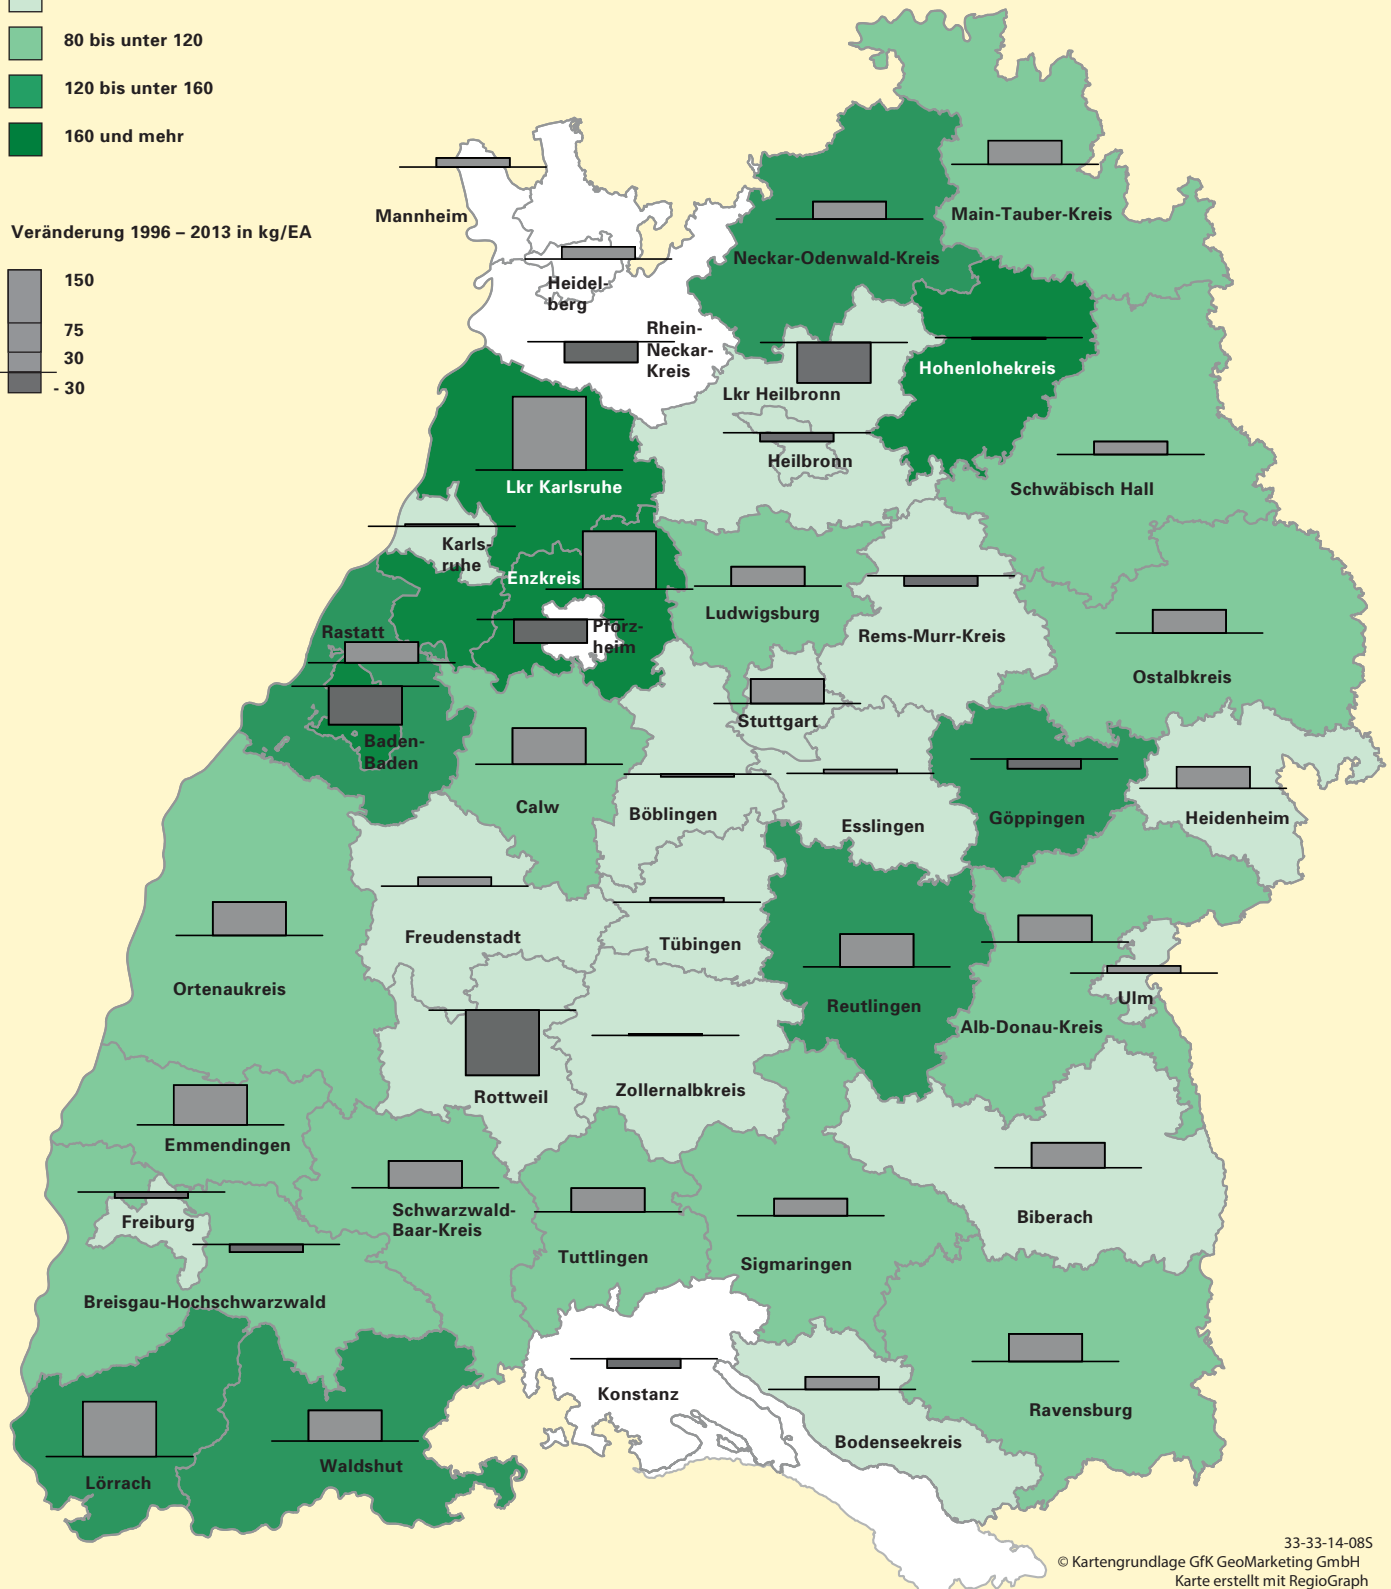 80 bis unter 120
120 bis unter 160
160 und mehr
Veränderung 1996 – 2013 in kg/EA
150
75
30
- 30
Mannheim
Main-Tauber-Kreis
Neckar-Odenwald-Kreis
Heidel-
berg
Rhein-
Neckar-
Kreis
Hohenlohekreis
Lkr Heilbronn
Heilbronn
Lkr Karlsruhe
Schwäbisch Hall
Karls-
ruhe
Enzkreis
Ludwigsburg
Pforz-
heim
Rastatt
Rems-Murr-Kreis
Ostalbkreis
Stuttgart
Baden-
Baden
Calw
Böblingen
Esslingen
Göppingen
Heidenheim
Freudenstadt
Tübingen
Ortenaukreis
Reutlingen
Ulm
Alb-Donau-Kreis
Rottweil
Zollernalbkreis
Emmendingen
Schwarzwald-
Baar-Kreis
Freiburg
Biberach
Tuttlingen
Sigmaringen
Breisgau-Hochschwarzwald
Konstanz
Ravensburg
Bodenseekreis
Waldshut
Lörrach
33-33-14-08S
© Kartengrundlage GfK GeoMarketing GmbH
Karte erstellt mit RegioGraph